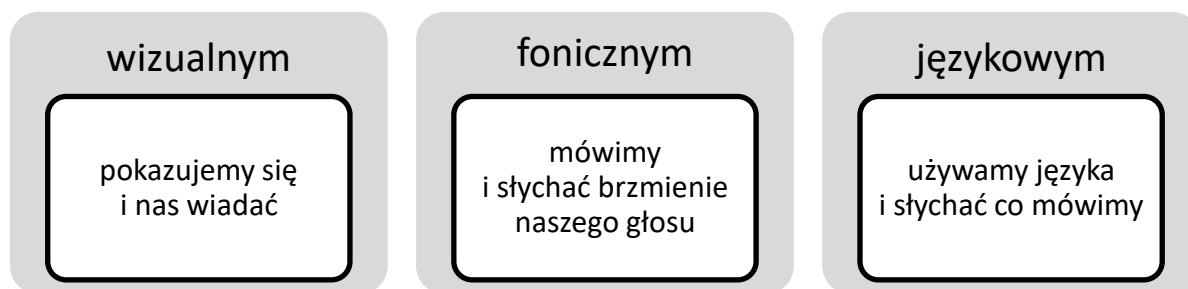 wizualnym
pokazujemy się
i nas wiadać
fonicznym
mówimy
i słychać brzmienie
naszego głosu
językowym
używamy języka
i słychać co mówimy